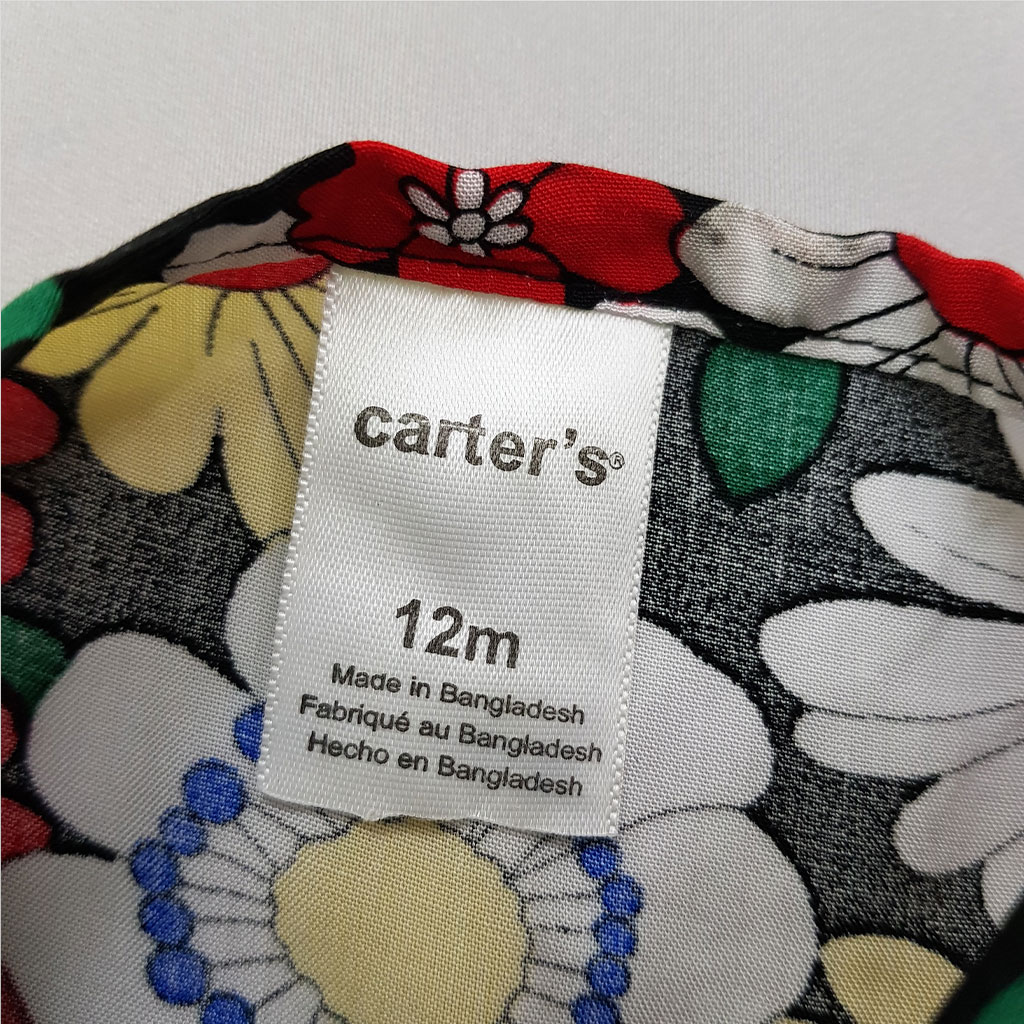 carter's®
12m
Made in Bangladesh
Fabriqué au Bangladesh
Hecho en Bangladesh